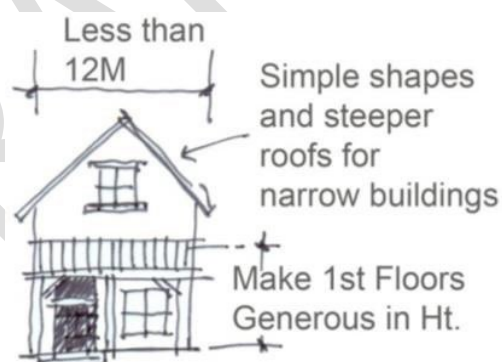 Less than
12M
Simple shapes
and steeper
roofs for
narrow buildings
Make 1st Floors
Generous in Ht.